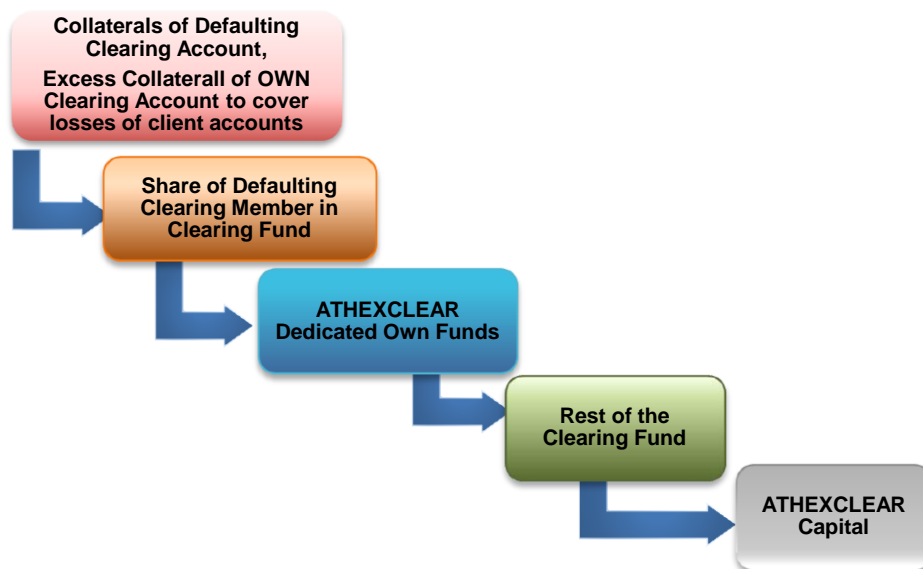 Collaterals of Defaulting
Clearing Account,
Excess Collaterall of OWN
Clearing Account to cover
losses of client accounts
Share of Defaulting
Clearing Member in
Clearing Fund
ATHEXCLEAR
Dedicated Own Funds
Rest of the
Clearing Fund
ATHEXCLEAR
Capital